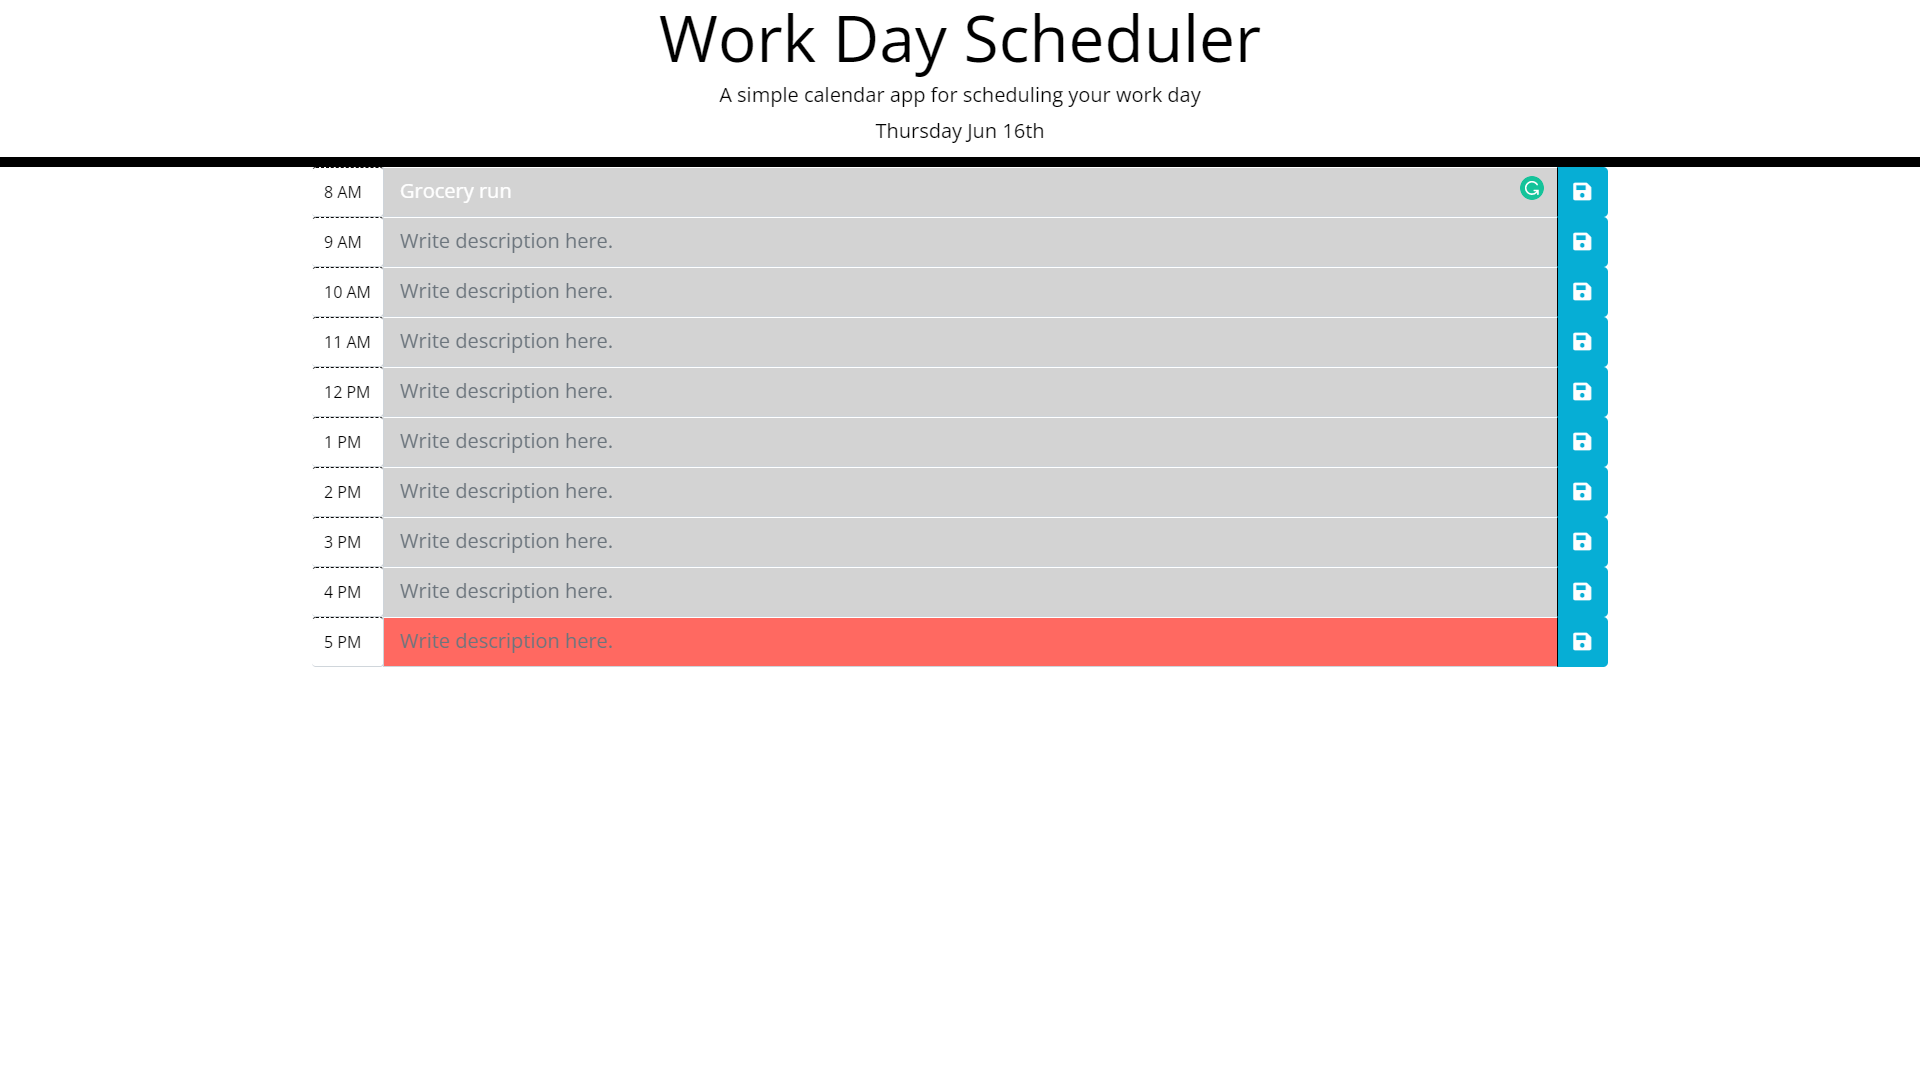 Work Day Scheduler
A simple calendar app for scheduling your work day
Thursday Jun 16th
8 AM Grocery run
9 AM Write description here.
10 AM Write description here.
11 AM Write description here.
12 PM Write description here.
1 PM Write description here.
2 PM Write description here.
3 PM Write description here.
4 PM Write description here.
5 PM Write description here.